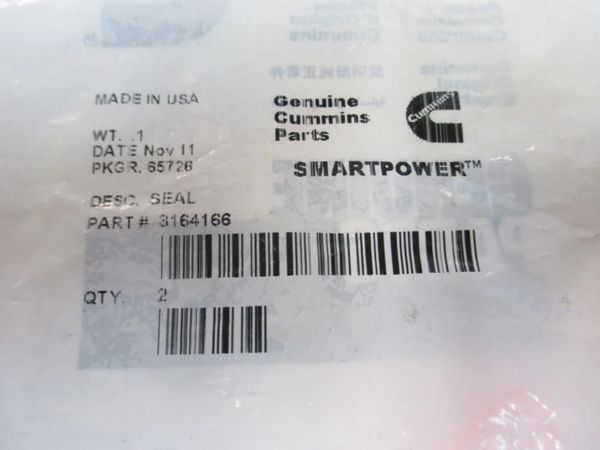 MADE IN USA
WT. .1
DATE Nov 11
PKGR. 65726
DESC. SEAL
PART # 3164166
QTY. 2
Genuine
Cummins
Parts
Cummins
SMARTPOWER™